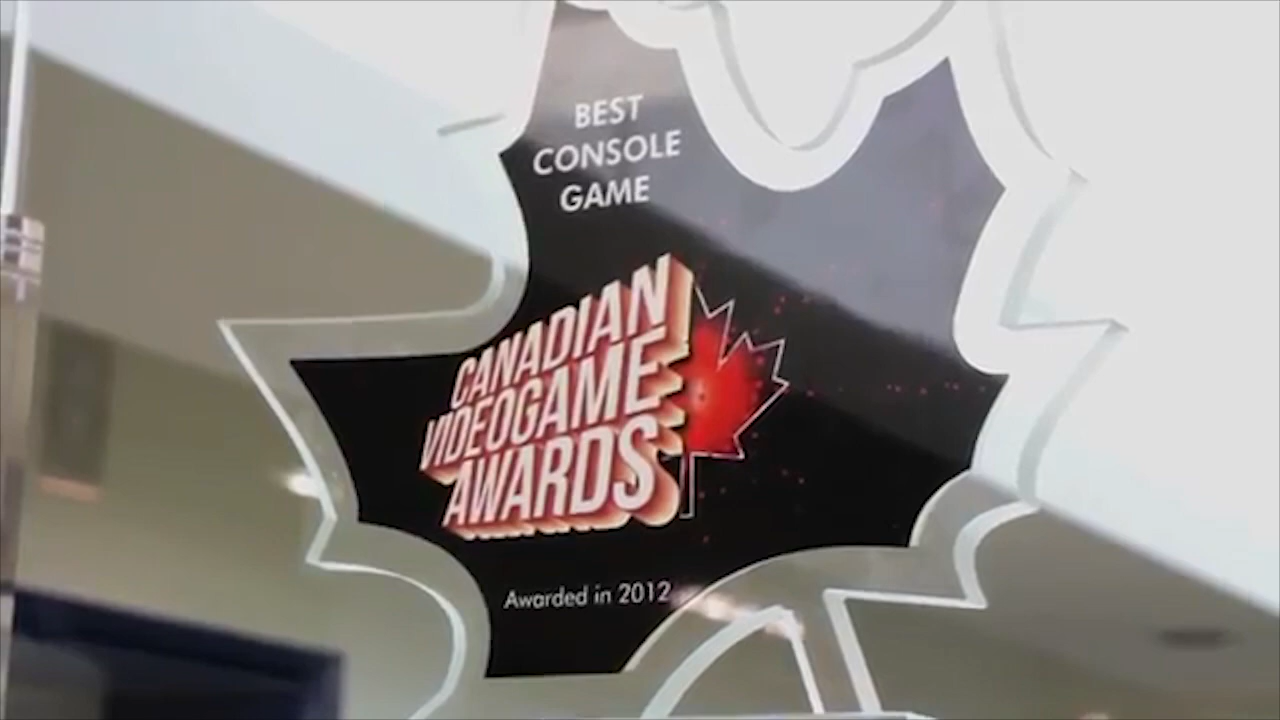 BEST
CONSOLE
GAME
CANADIAN
VIDEOGAME
AWARDS
Awarded in 2012